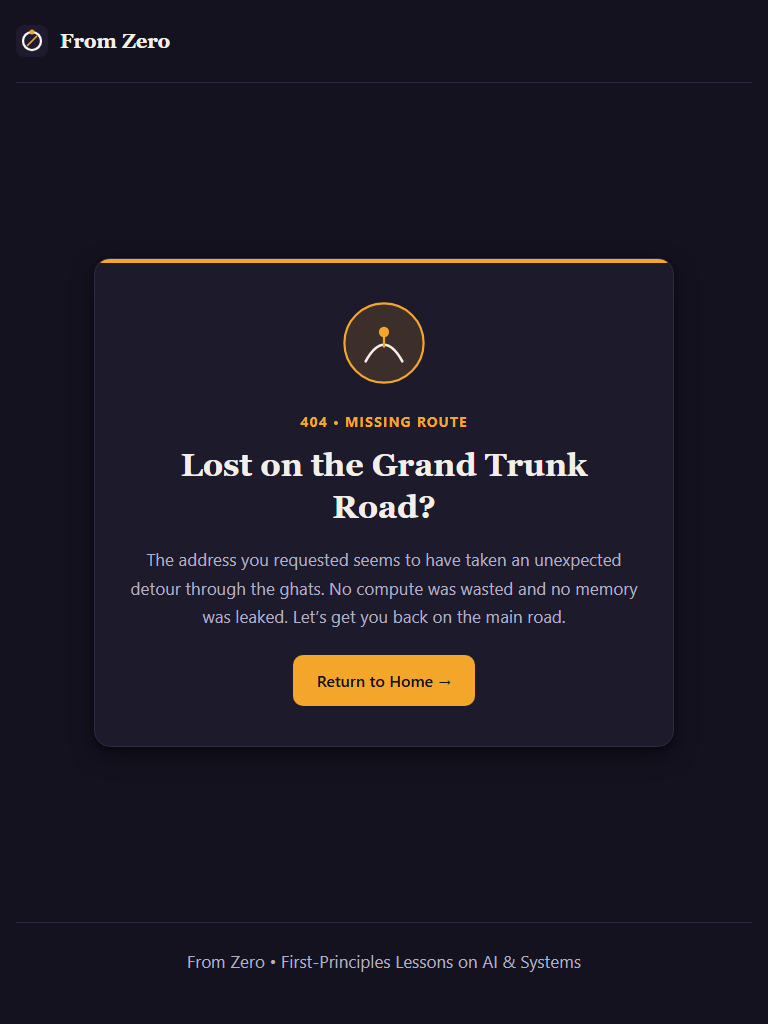 From Zero
404 • MISSING ROUTE
Lost on the Grand Trunk
Road?
The address you requested seems to have taken an unexpected
detour through the ghats. No compute was wasted and no memory
was leaked. Let’s get you back on the main road.
Return to Home →
From Zero • First-Principles Lessons on AI & Systems